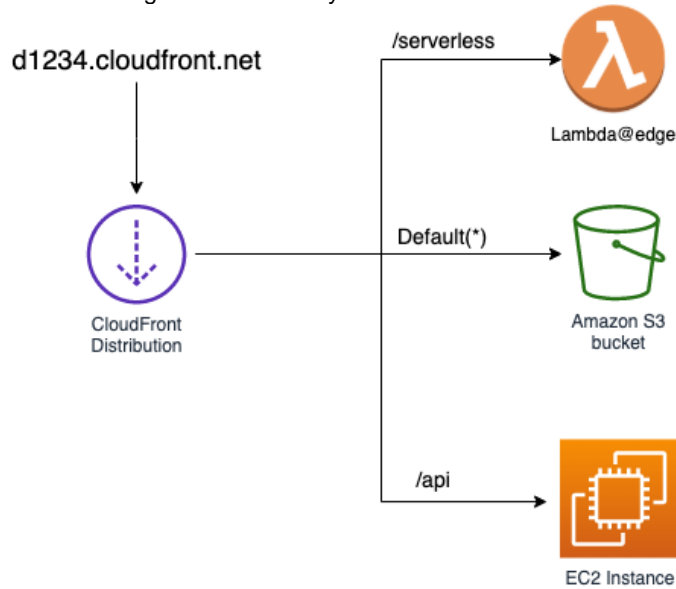 /serverless
d1234.cloudfront.net
Lambda@edge
Default(*)
CloudFront
Distribution
Amazon S3
bucket
/api
EC2 Instance